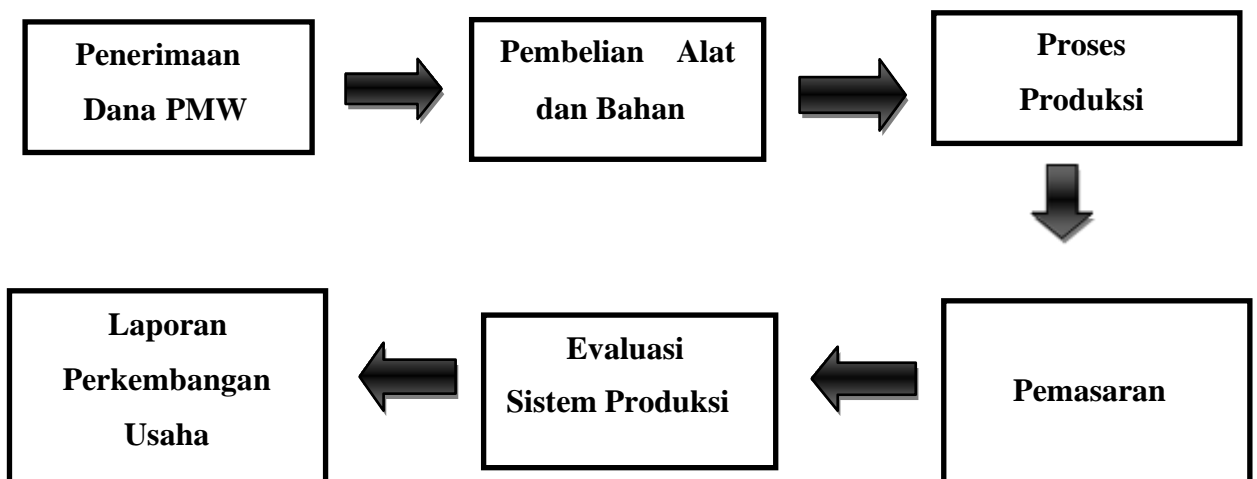 Penerimaan
Dana PMW
Pembelian Alat
dan Bahan
Proses
Produksi
Pemasaran
Evaluasi
Sistem Produksi
Laporan
Perkembangan
Usaha